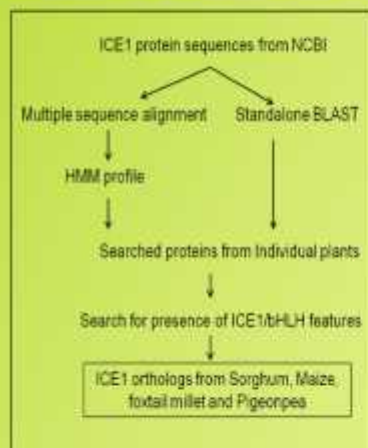 ICE1 protein sequences from NCBI
Multiple sequence alignment
Standalone BLAST
HMM profile
Searched proteins from Individual plants
Search for presence of ICE1/bHLH features
ICE1 orthologs from Sorghum, Maize,
foxtail millet and Pigeonpea